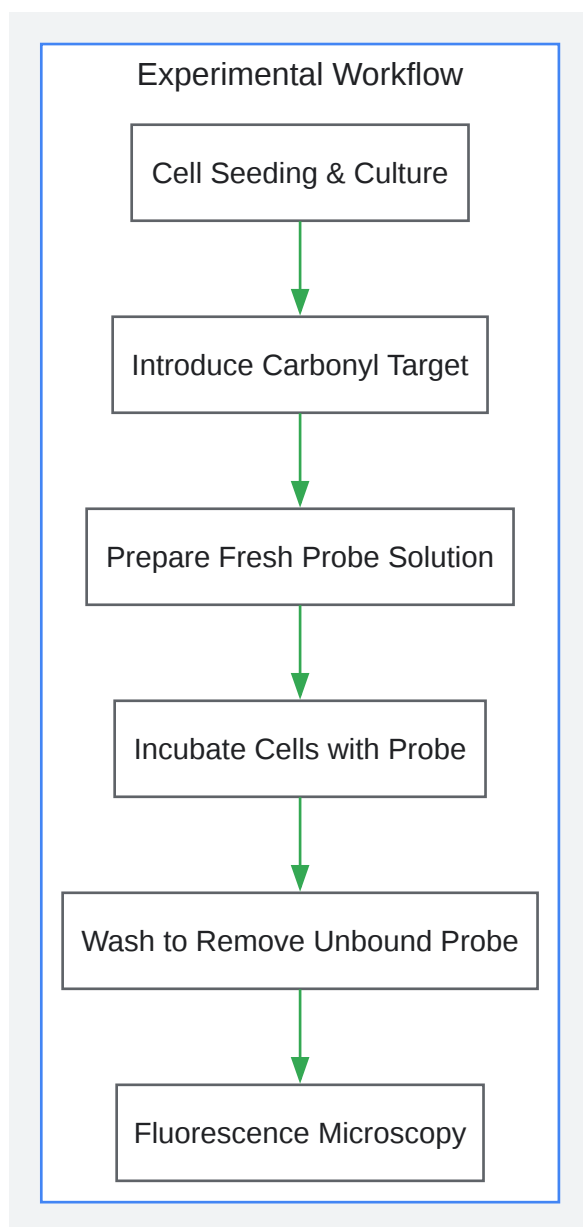 Experimental Workflow
Cell Seeding & Culture
Introduce Carbonyl Target
Prepare Fresh Probe Solution
Incubate Cells with Probe
Wash to Remove Unbound Probe
Fluorescence Microscopy